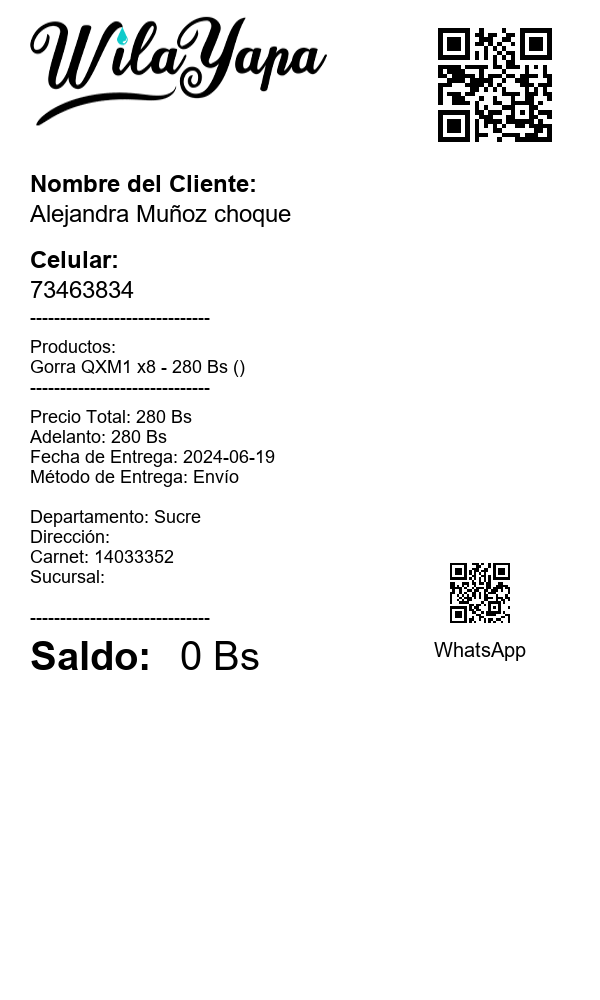 WilaYapa
Nombre del Cliente:
Alejandra Muñoz choque
Celular:
73463834
------------------------------
Productos:
Gorra QXM1 x8 - 280 Bs ()
------------------------------
Precio Total: 280 Bs
Adelanto: 280 Bs
Fecha de Entrega: 2024-06-19
Método de Entrega: Envío
Departamento: Sucre
Dirección:
Carnet: 14033352
Sucursal:
------------------------------
Saldo: 0 Bs
WhatsApp